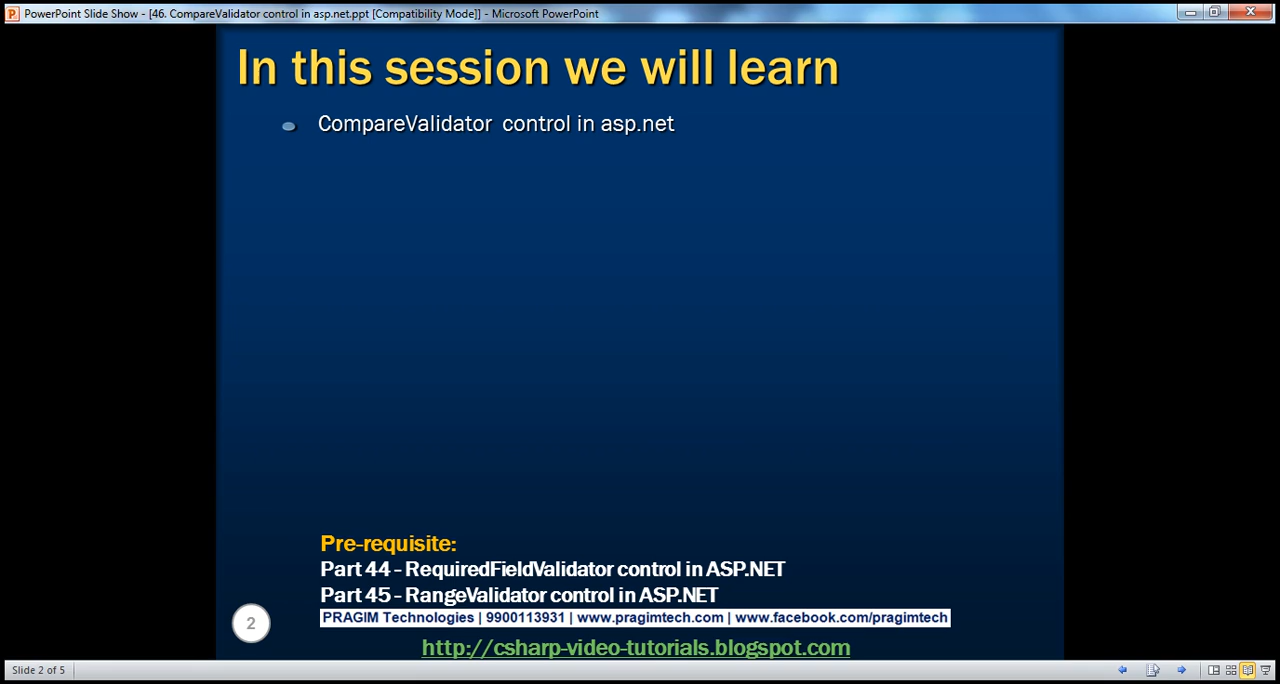 PowerPoint Slide Show - [46. CompareValidator control in asp.net.ppt [Compatibility Mode]] - Microsoft PowerPoint
In this session we will learn
CompareValidator control in asp.net
Pre-requisite:
Part 44 - RequiredFieldValidator control in ASP.NET
Part 45 - RangeValidator control in ASP.NET
PRAGIM Technologies | 9900113931 | www.pragimtech.com | www.facebook.com/pragimtech
2
http://csharp-video-tutorials.blogspot.com
Slide 2 of 5